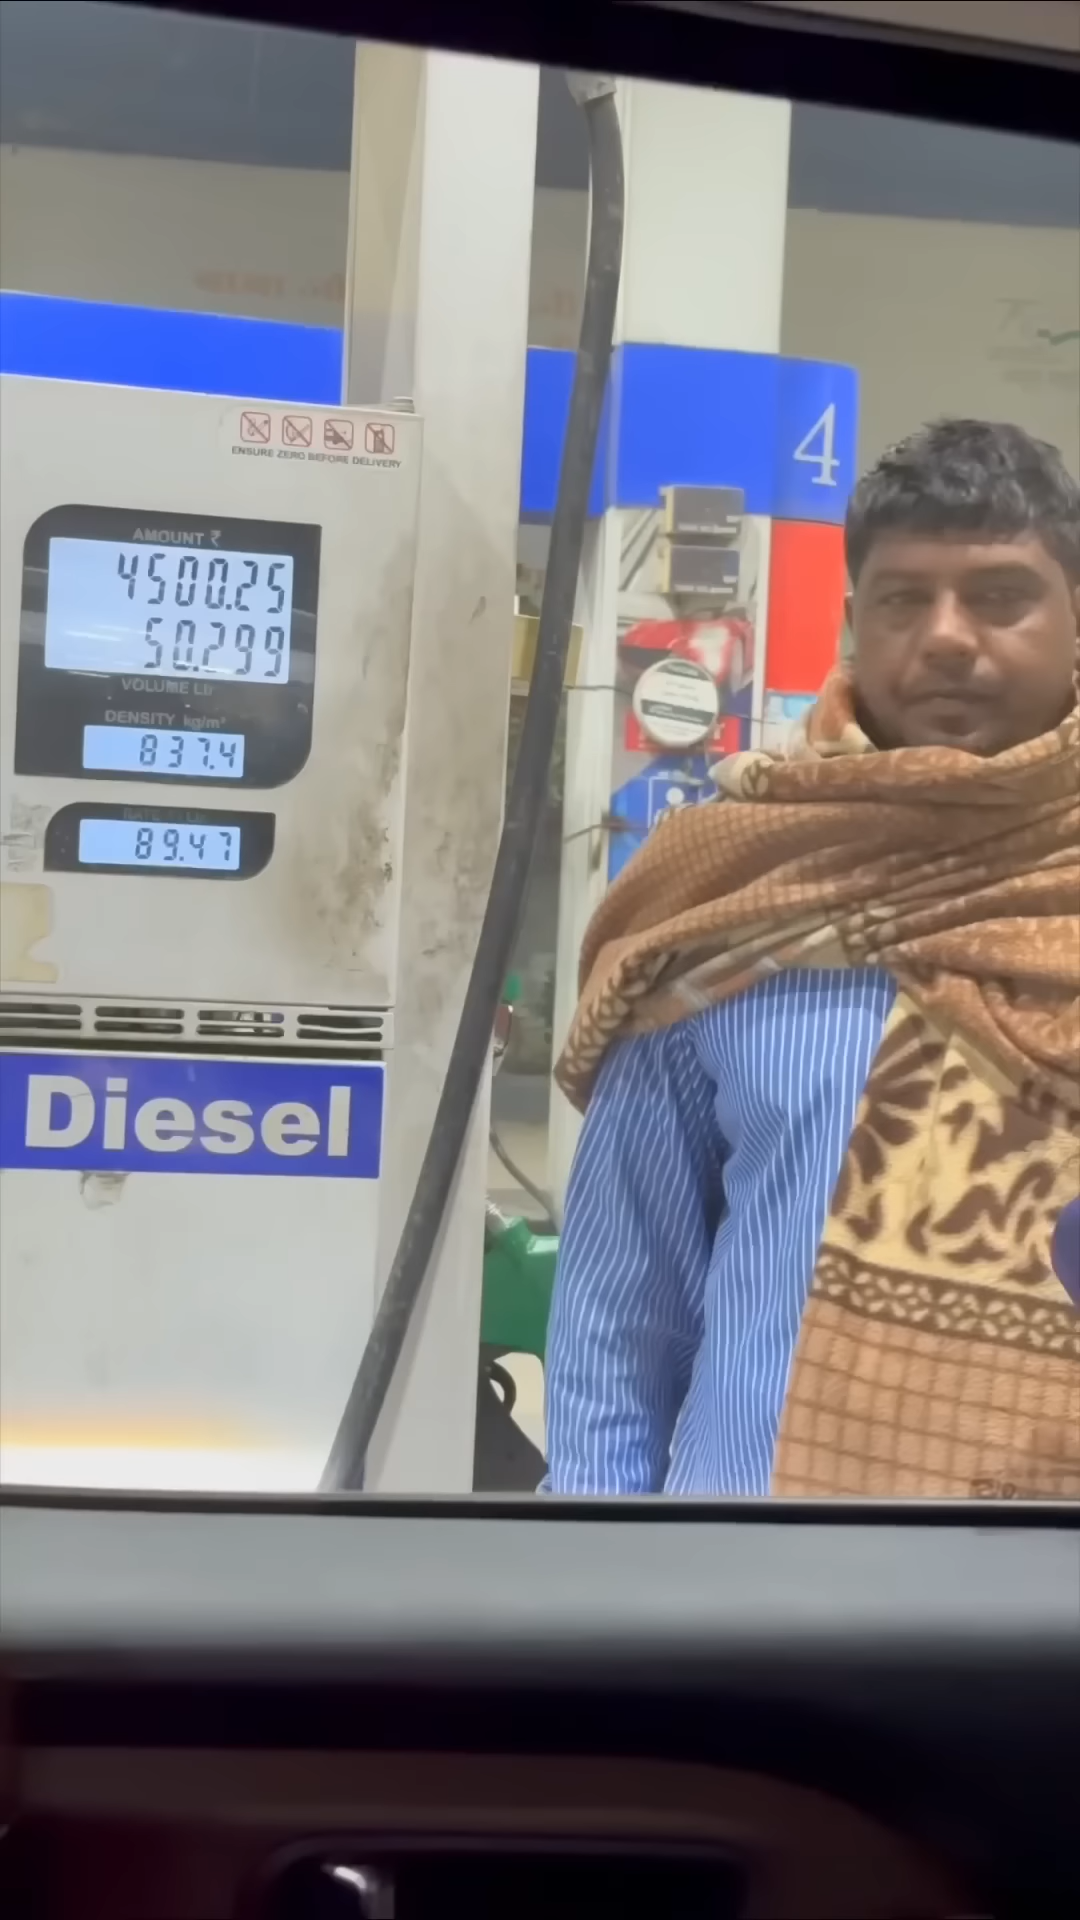 ENSURE ZERO BEFORE DELIVERY
AMOUNT ₹
4500.25
50.299
VOLUME Ltr
DENSITY kg/m³
837.4
RATE
89.47
Diesel
4